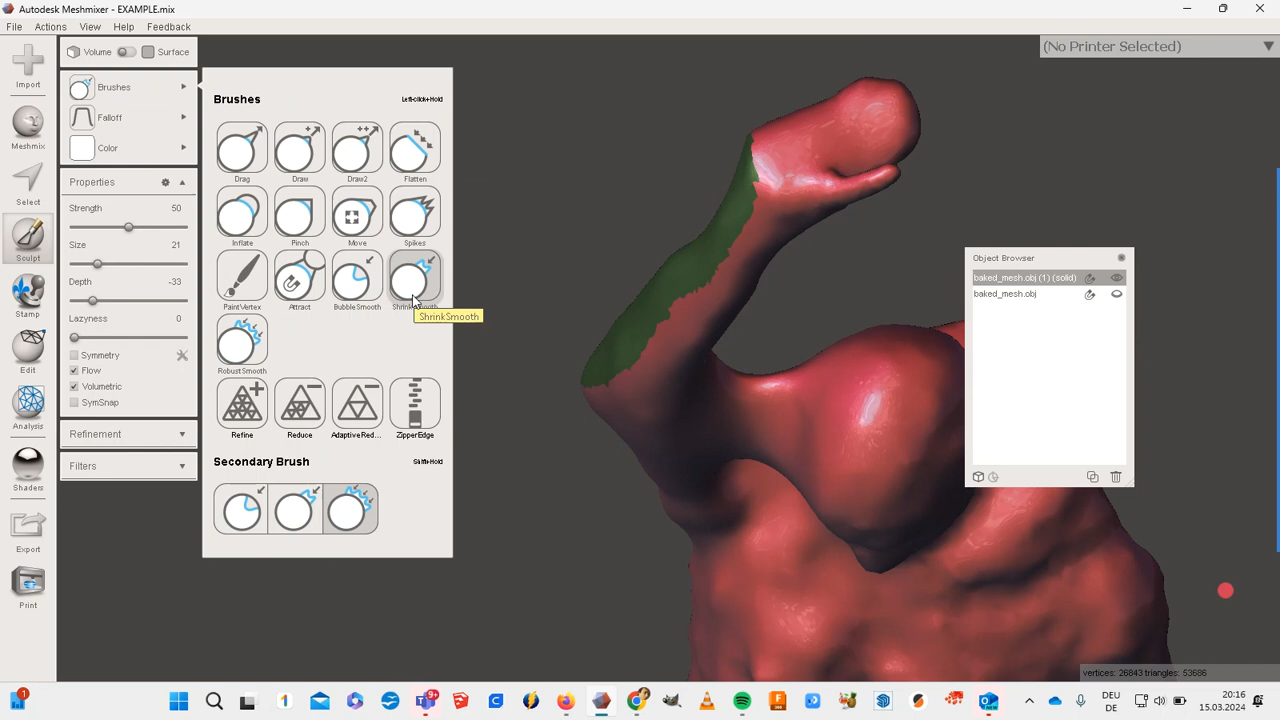 Autodesk Meshmixer - EXAMPLE.mix
File Actions View Help Feedback
Import
Meshmix
Select
Sculpt
Stamp
Edit
Analysis
Shaders
Export
Print
Volume Surface
Brushes
Falloff
Color
Properties
Strength 50
Size 21
Depth -33
Lazyness 0
Symmetry
Flow
Volumetric
SymSnap
Refinement
Filters
Brushes Left-click+Hold
Drag Draw Draw2 Flatten
Inflate Pinch Move Spikes
PaintVertex Attract BubbleSmooth ShrinkSmooth
ShrinkSmooth
RobustSmooth
Refine Reduce AdaptiveRed... ZipperEdge
Secondary Brush Shift+Hold
(No Printer Selected)
Object Browser
baked_mesh.obj (1) (solid)
baked_mesh.obj
vertices: 26843 triangles: 53686
1
9+
DEU
DE
20:16
15.03.2024